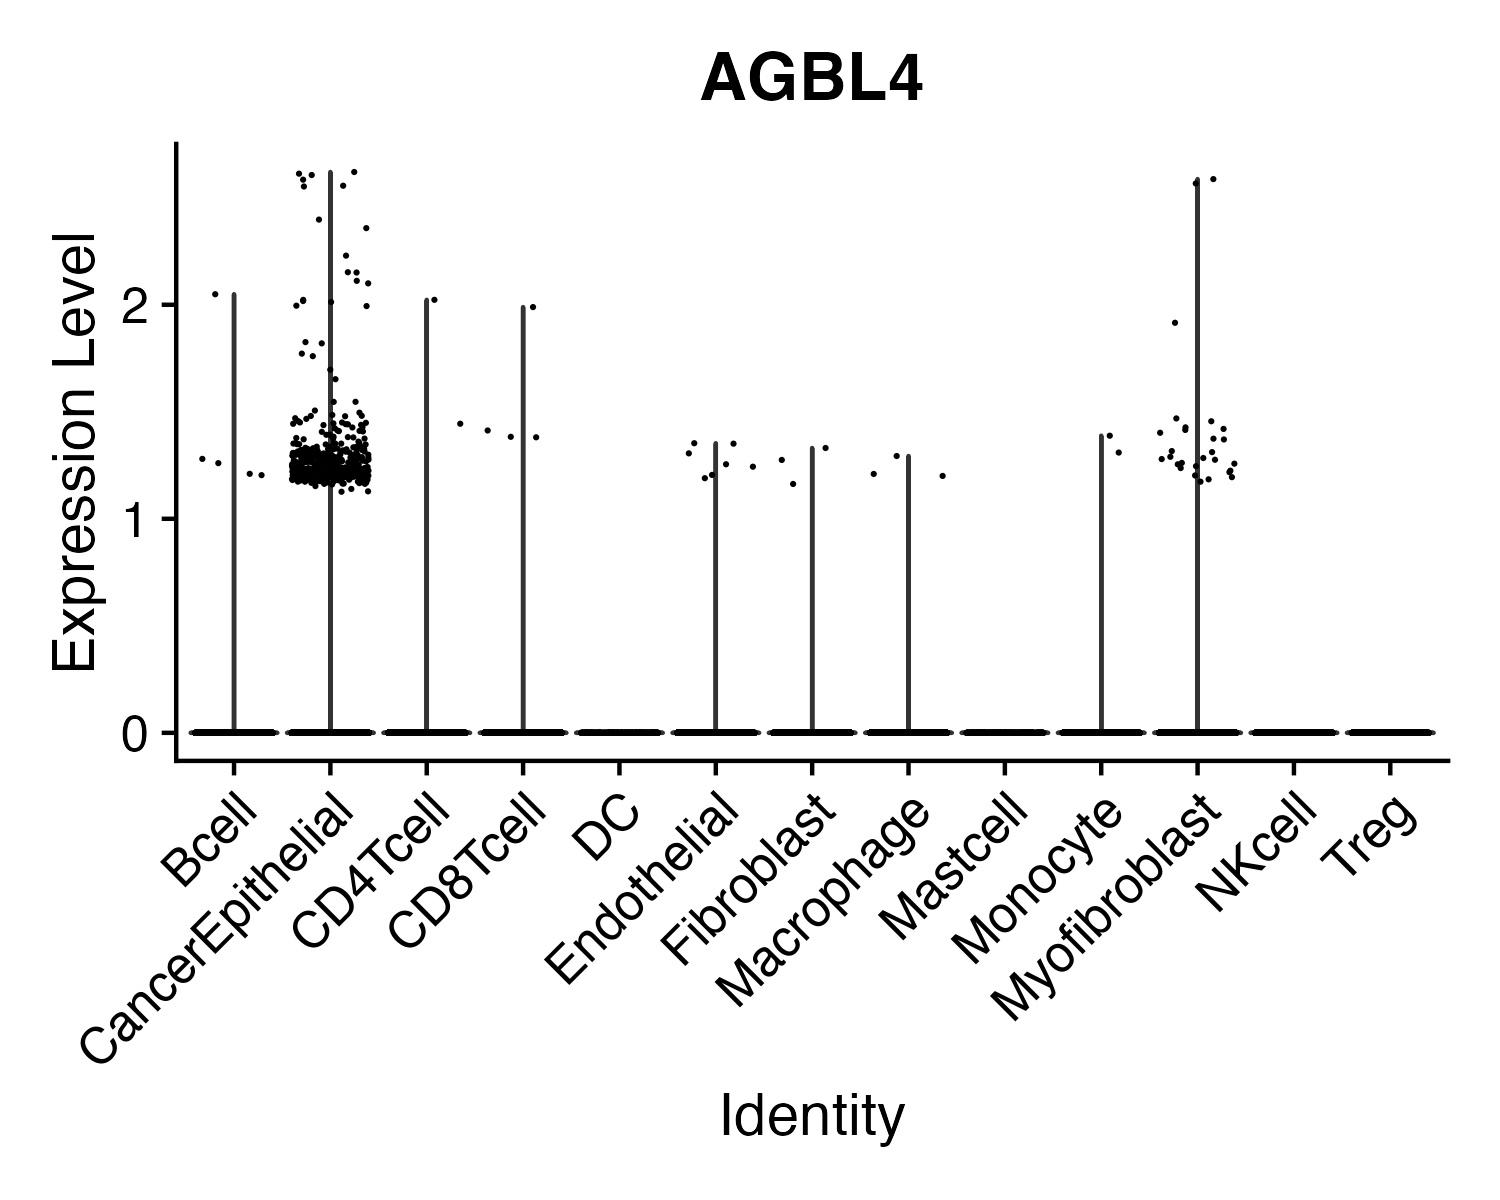 AGBL4
Expression Level
2
1
0
Bcell
CancerEpithelial
CD4Tcell
CD8Tcell
DC
Endothelial
Fibroblast
Macrophage
Mastcell
Monocyte
Myofibroblast
NKcell
Treg
Identity